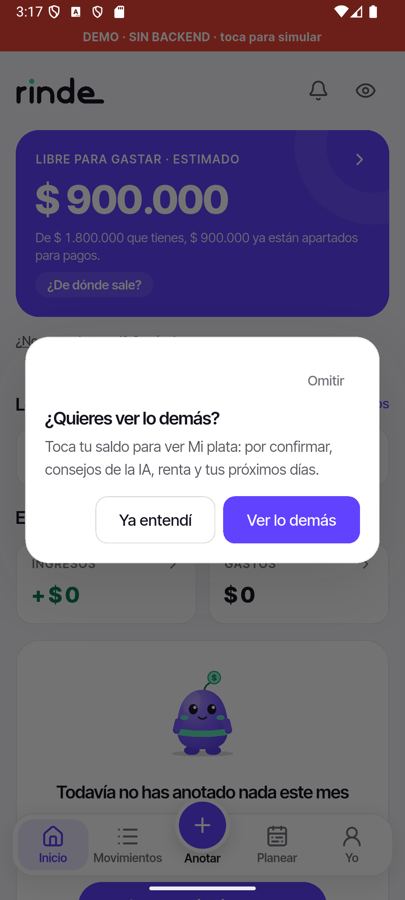 3:17
DEMO · SIN BACKEND · toca para simular
rinde
LIBRE PARA GASTAR · ESTIMADO
$ 900.000
De $ 1.800.000 que tienes, $ 900.000 ya están apartados
para pagos.
¿De dónde sale?
Omitir
¿Quieres ver lo demás?
Toca tu saldo para ver Mi plata: por confirmar,
consejos de la IA, renta y tus próximos días.
Ya entendí
Ver lo demás
INGRESOS
GASTOS
+$0
$0
Todavía no has anotado nada este mes
Inicio
Movimientos
Anotar
Planear
Yo